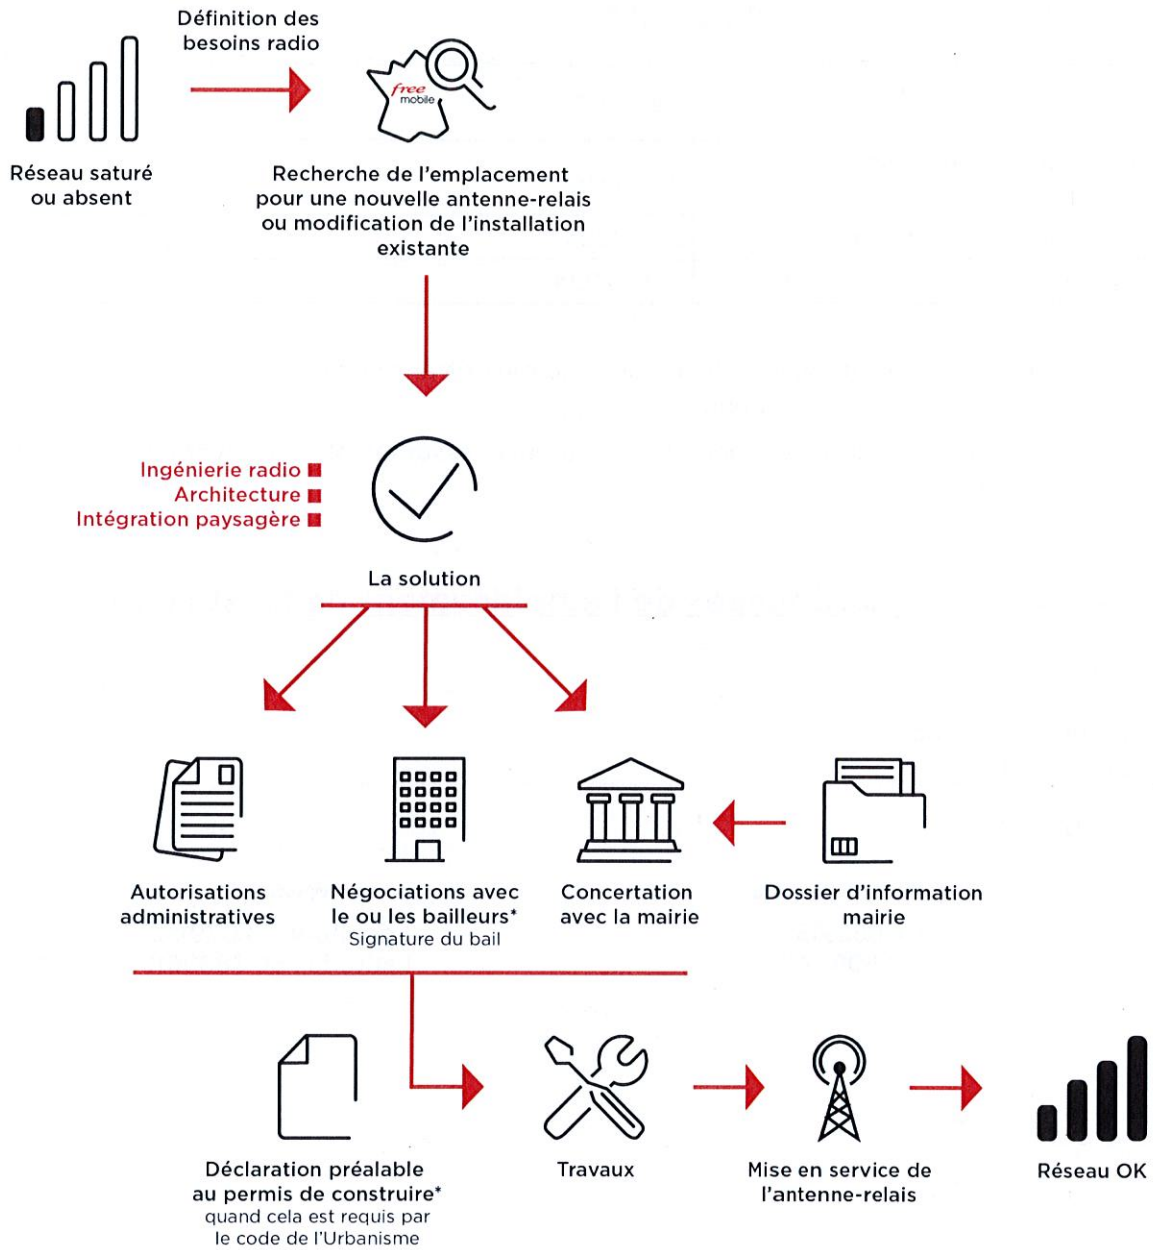 Définition des
besoins radio
free
mobile
Réseau saturé
ou absent
Recherche de l'emplacement
pour une nouvelle antenne-relais
ou modification de l'installation
existante
Ingénierie radio
Architecture
Intégration paysagère
La solution
Autorisations
administratives
Négociations avec
le ou les bailleurs*
Signature du bail
Concertation
avec la mairie
Dossier d'information
mairie
Déclaration préalable
au permis de construire*
quand cela est requis par
le code de l'Urbanisme
Travaux
Mise en service de
l'antenne-relais
Réseau OK